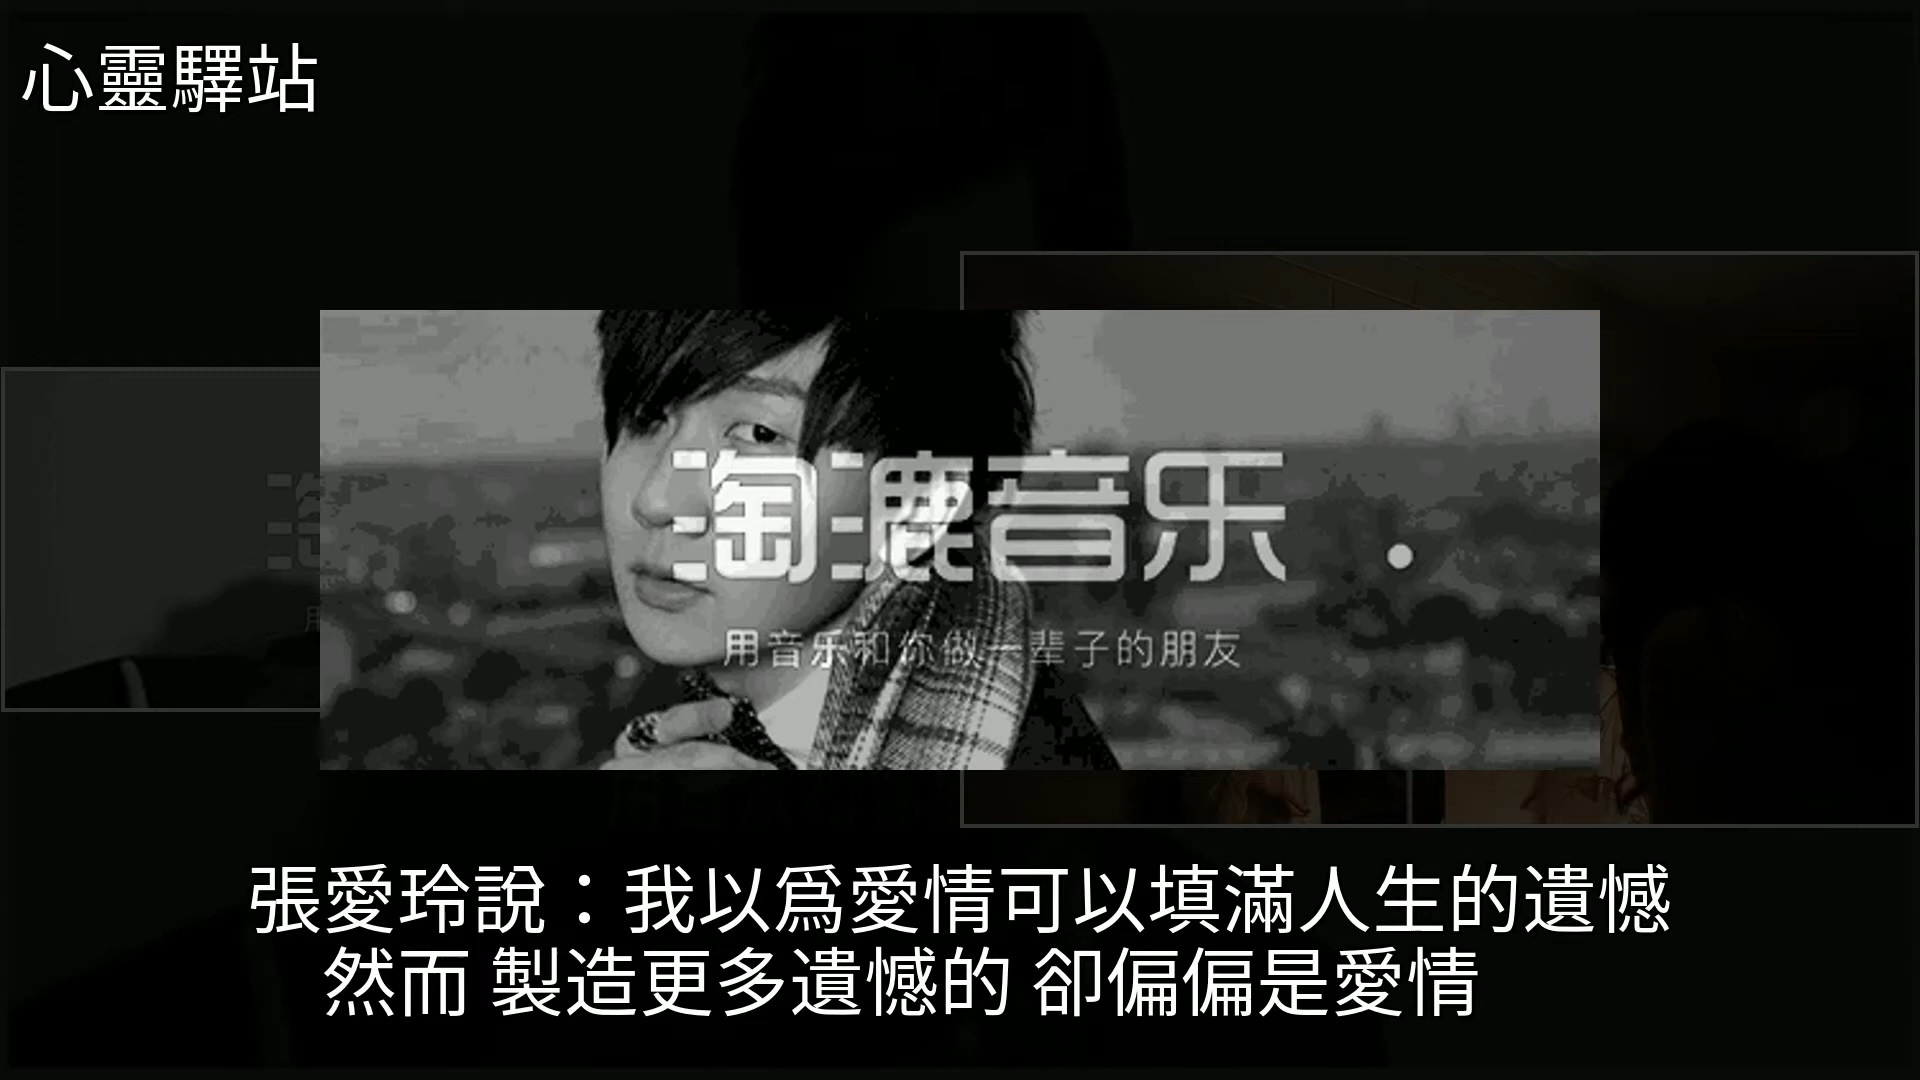 心靈驛站
淘漉音乐
用音乐和你做一辈子的朋友
張愛玲說：我以爲愛情可以填滿人生的遺憾
然而 製造更多遺憾的 卻偏偏是愛情